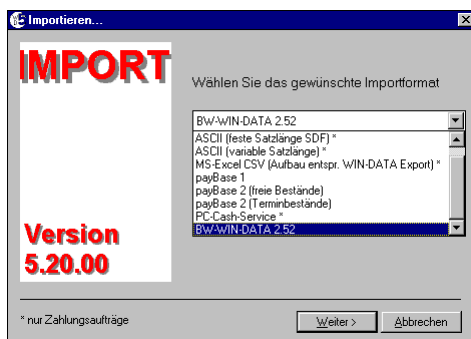 Importieren...
IMPORT
Wählen Sie das gewünschte Importformat
BW-WIN-DATA 2.52
ASCII (feste Satzlänge SDF) *
ASCII (variable Satzlänge) *
MS-Excel CSV (Aufbau entspr. WIN-DATA Export) *
payBase 1
payBase 2 (freie Bestände)
payBase 2 (Terminbestände)
PC-Cash-Service *
BW-WIN-DATA 2.52
Version
5.20.00
* nur Zahlungsaufträge
Weiter >
Abbrechen